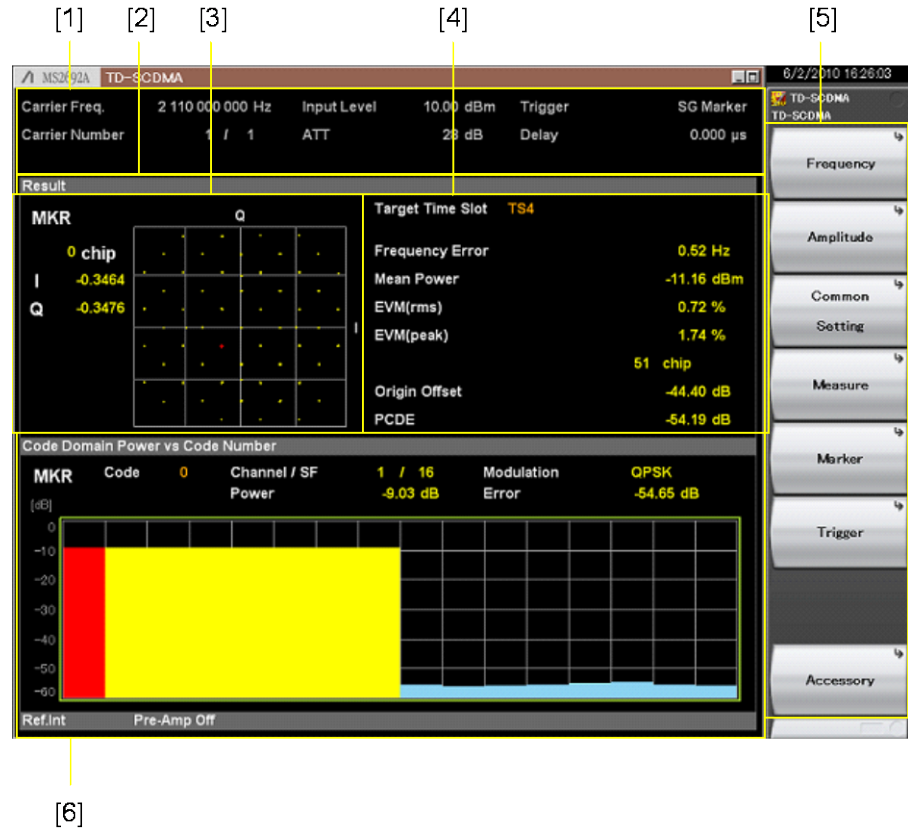 [1] [2] [3] [4] [5]
MS2692A TD-SCDMA 6/2/2010 16:26:03
Carrier Freq. 2 110 000 000 Hz Input Level 10.00 dBm Trigger SG Marker
Carrier Number 1 / 1 ATT 28 dB Delay 0.000 µs
TD-SCDMA
TD-SCDMA
Result
MKR
0 chip
I -0.3464
Q -0.3476
Q
I
Target Time Slot TS4
Frequency Error 0.52 Hz
Mean Power -11.16 dBm
EVM(rms) 0.72 %
EVM(peak) 1.74 %
51 chip
Origin Offset -44.40 dB
PCDE -54.19 dB
Code Domain Power vs Code Number
MKR Code 0 Channel / SF 1 / 16 Modulation QPSK
Power -9.03 dB Error -54.65 dB
[dB]
0
-10
-20
-30
-40
-50
-60
Ref.Int Pre-Amp Off
Frequency
Amplitude
Common
Setting
Measure
Marker
Trigger
Accessory
[6]